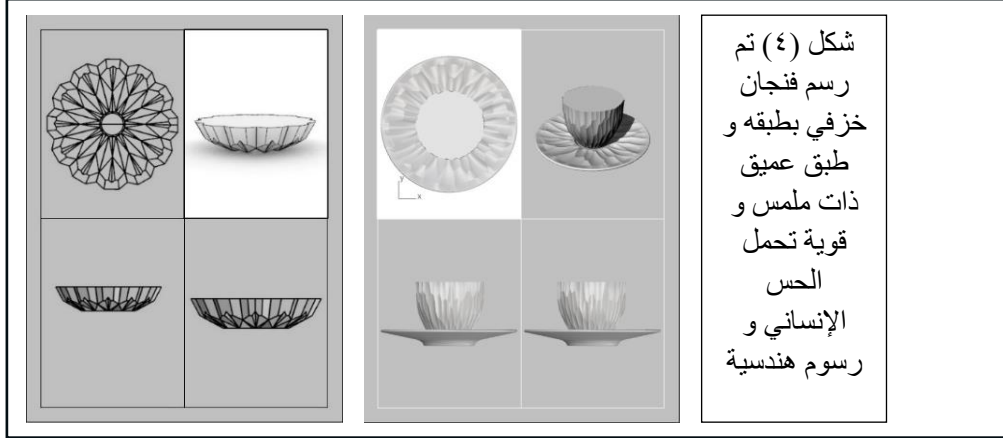 شكل (٤) تم
رسم فنجان
خزفي بطبقه و
طبق عميق
ذات ملمس و
قوية تحمل
الحس
الإنساني و
رسوم هندسية
y
x